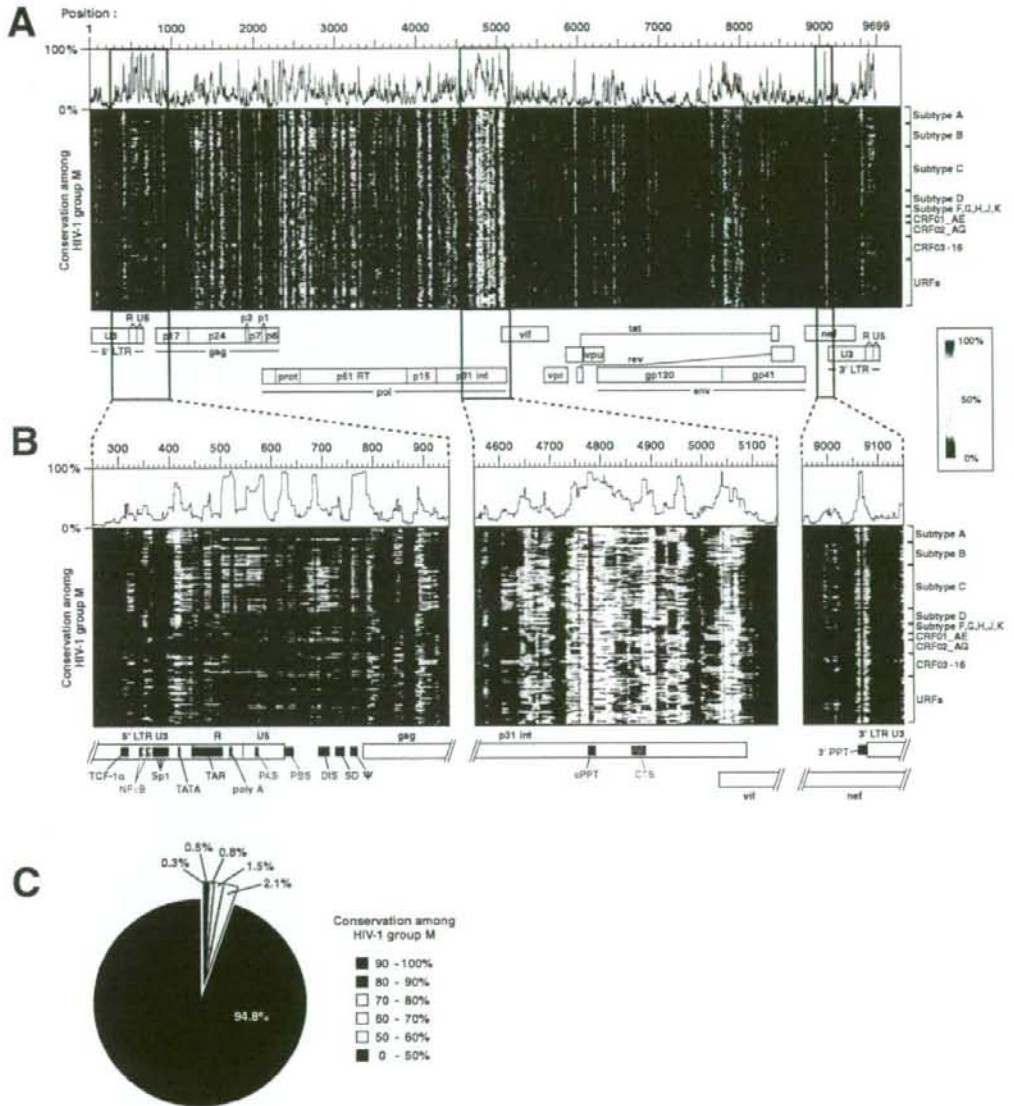 A
Position :
1 1000 2000 3000 4000 5000 6000 7000 8000 9000 9699
100%
0%
Conservation among
HIV-1 group M
Subtype A
Subtype B
Subtype C
Subtype D
Subtype F,G,H,J,K
CRF01_AE
CRF02_AG
CRF03-16
URFs
p2 p1
R U5
U3 p17 p24 p7 p6
5' LTR gag
prot p51 RT p15 p31 int
pol
vif tat nef
vpu rev
vpr gp120 gp41
env
R U5
U3
3' LTR
100%
50%
0%
B
300 400 500 600 700 800 900
4600 4700 4800 4900 5000 5100
9000 9100
100%
0%
Conservation among
HIV-1 group M
Subtype A
Subtype B
Subtype C
Subtype D
Subtype F,G,H,J,K
CRF01_AE
CRF02_AG
CRF03-16
URFs
5' LTR U3 R U5 gag
TCF-1α NFκB Sp1 TATA TAR poly A PAS PBS DIS SD Ψ
p31 int
cPPT CTS
vif
3' LTR U3
3' PPT
nef
C
0.3% 0.5% 0.8% 1.5% 2.1%
94.8%
Conservation among
HIV-1 group M
90 - 100%
80 - 90%
70 - 80%
60 - 70%
50 - 60%
0 - 50%